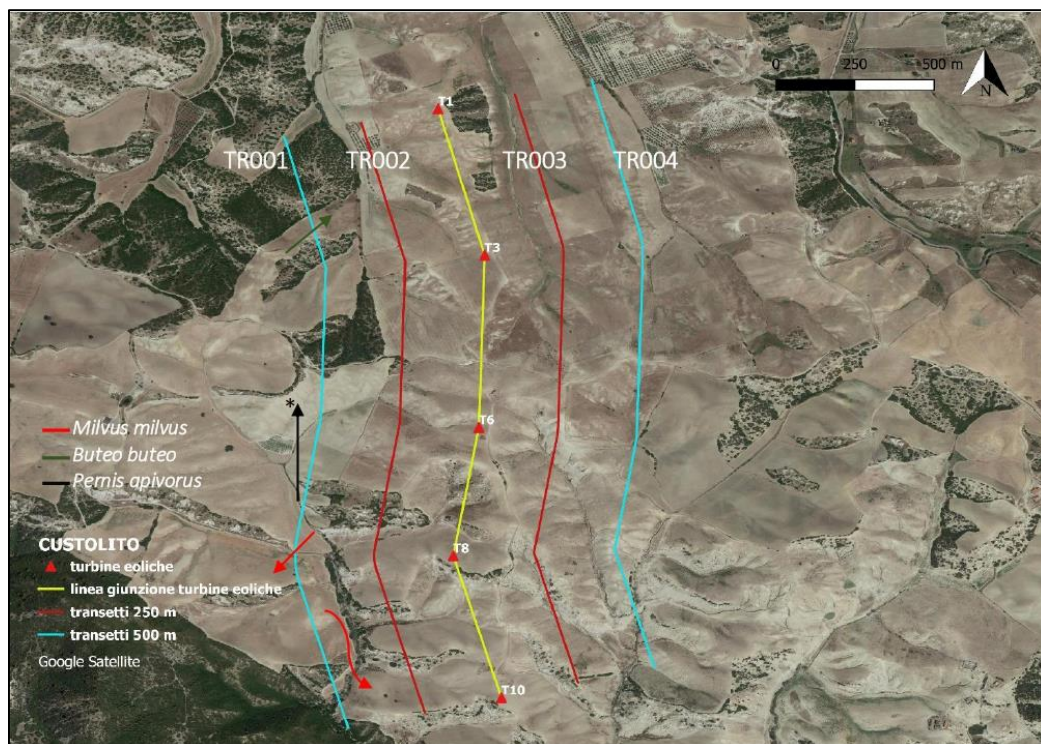 0 250 500 m
N
T1
TR001 TR002 TR003 TR004
T3
*
T6
Milvus milvus
Buteo buteo
Pernis apivorus
CUSTOLITO
T8
turbine eoliche
linea giunzione turbine eoliche
transetti 250 m
transetti 500 m
Google Satellite
T10